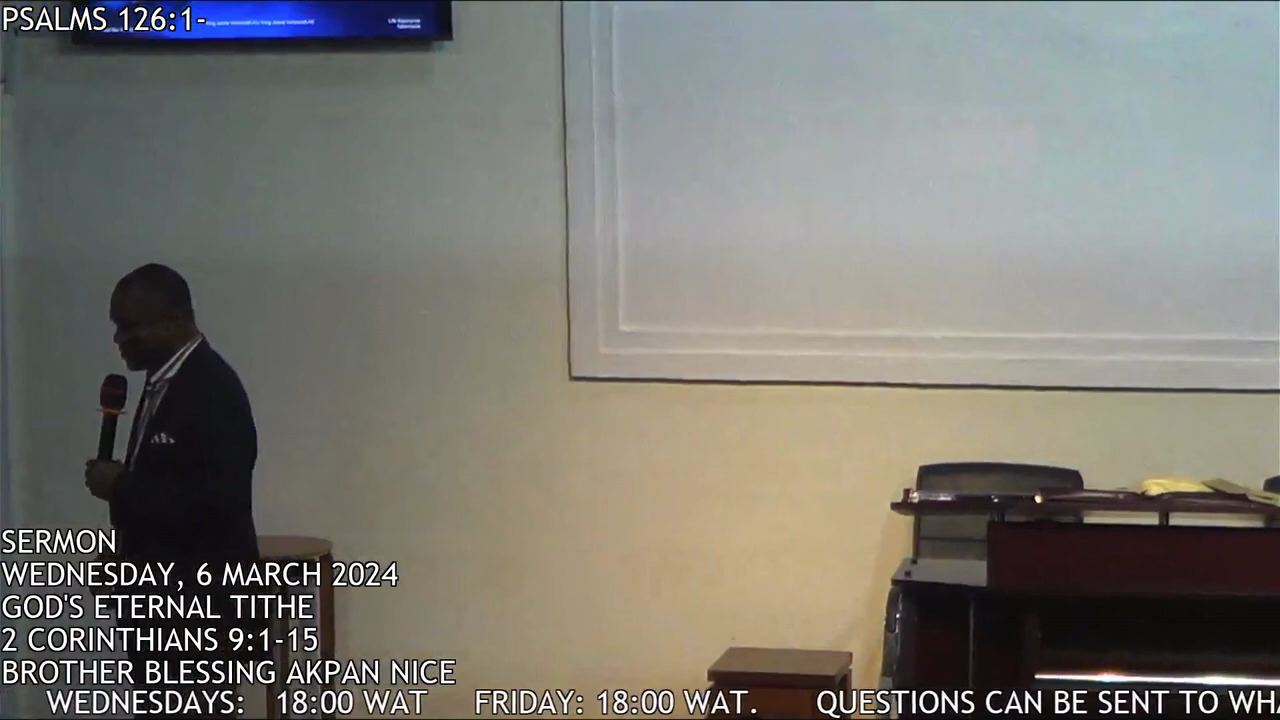 PSALMS 126:1-
SERMON
WEDNESDAY, 6 MARCH 2024
GOD'S ETERNAL TITHE
2 CORINTHIANS 9:1-15
BROTHER BLESSING AKPAN NICE
WEDNESDAYS: 18:00 WAT FRIDAY: 18:00 WAT. QUESTIONS CAN BE SENT TO WHA